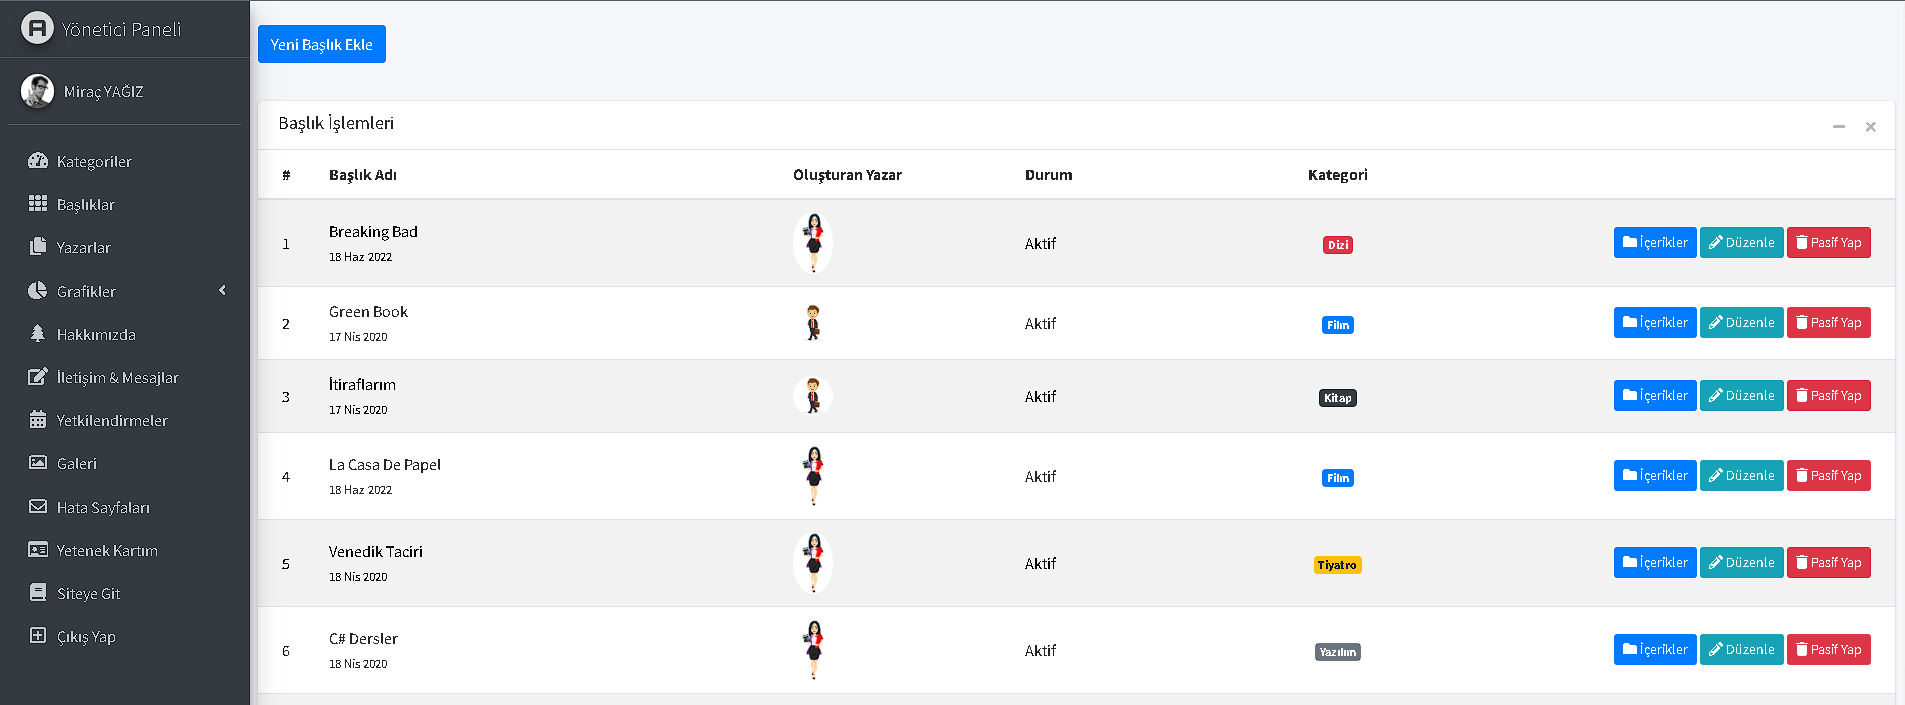 Yönetici Paneli
Miraç YAĞIZ
Kategoriler
Başlıklar
Yazarlar
Grafikler
Hakkımızda
İletişim & Mesajlar
Yetkilendirmeler
Galeri
Hata Sayfaları
Yetenek Kartım
Siteye Git
Çıkış Yap
Yeni Başlık Ekle
Başlık İşlemleri
# Başlık Adı Oluşturan Yazar Durum Kategori
1 Breaking Bad Aktif Dizi İçerikler Düzenle Pasif Yap
18 Haz 2022
2 Green Book Aktif Film İçerikler Düzenle Pasif Yap
17 Nis 2020
3 İtiraflarım Aktif Kitap İçerikler Düzenle Pasif Yap
17 Nis 2020
4 La Casa De Papel Aktif Film İçerikler Düzenle Pasif Yap
18 Haz 2022
5 Venedik Taciri Aktif Tiyatro İçerikler Düzenle Pasif Yap
18 Nis 2020
6 C# Dersler Aktif Yazılım İçerikler Düzenle Pasif Yap
18 Nis 2020